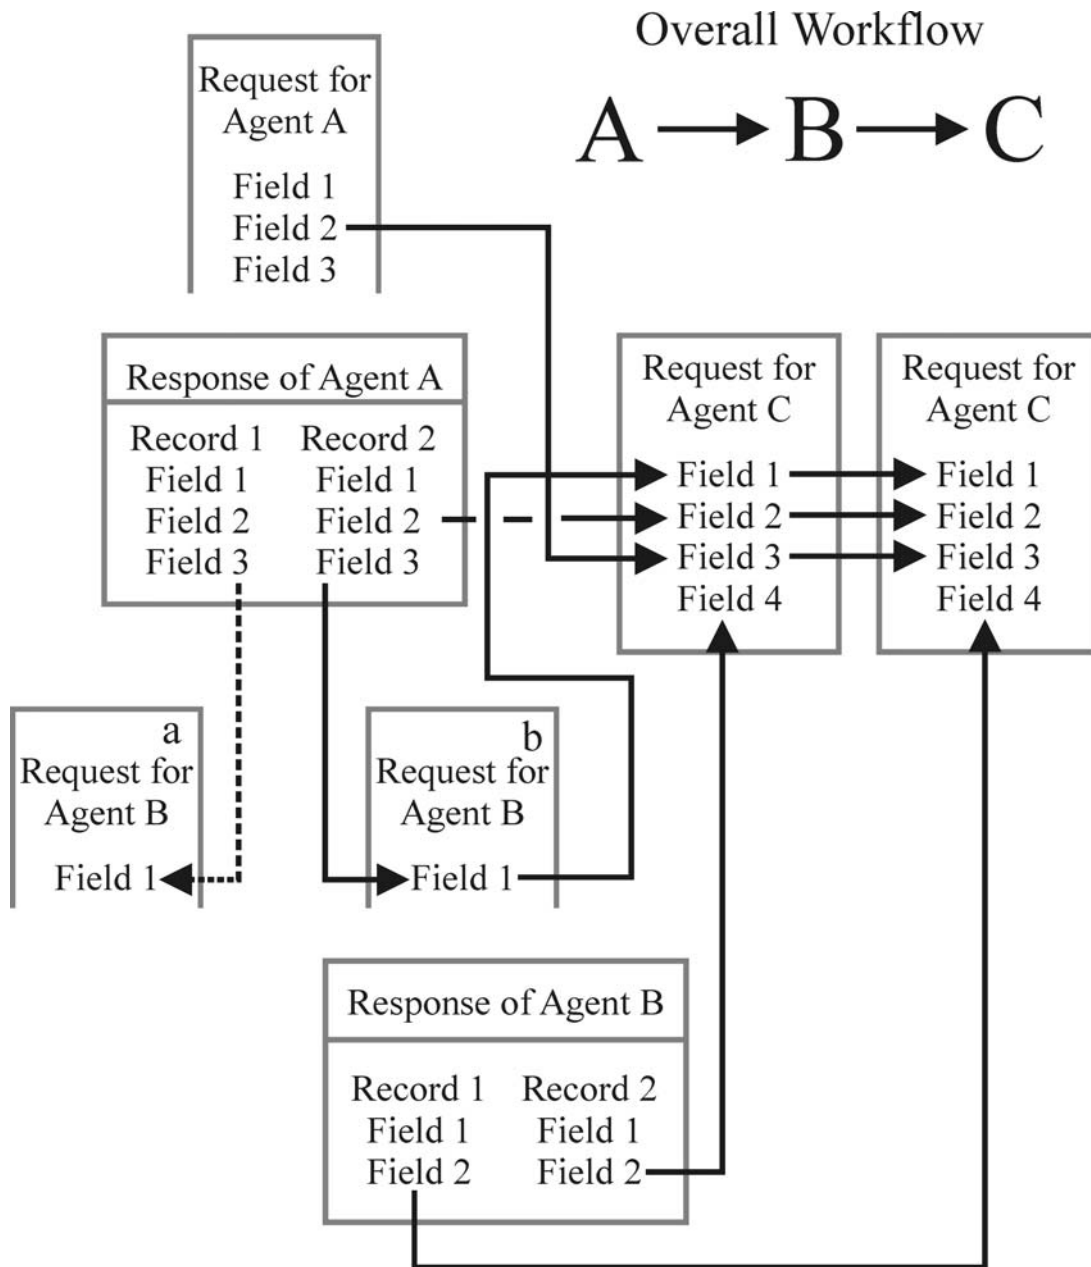 Overall Workflow
A B C
Request for
Agent A
Field 1
Field 2
Field 3
Response of Agent A
Record 1 Record 2
Field 1 Field 1
Field 2 Field 2
Field 3 Field 3
Request for
Agent C
Field 1
Field 2
Field 3
Field 4
Request for
Agent C
Field 1
Field 2
Field 3
Field 4
a
Request for
Agent B
Field 1
b
Request for
Agent B
Field 1
Response of Agent B
Record 1 Record 2
Field 1 Field 1
Field 2 Field 2